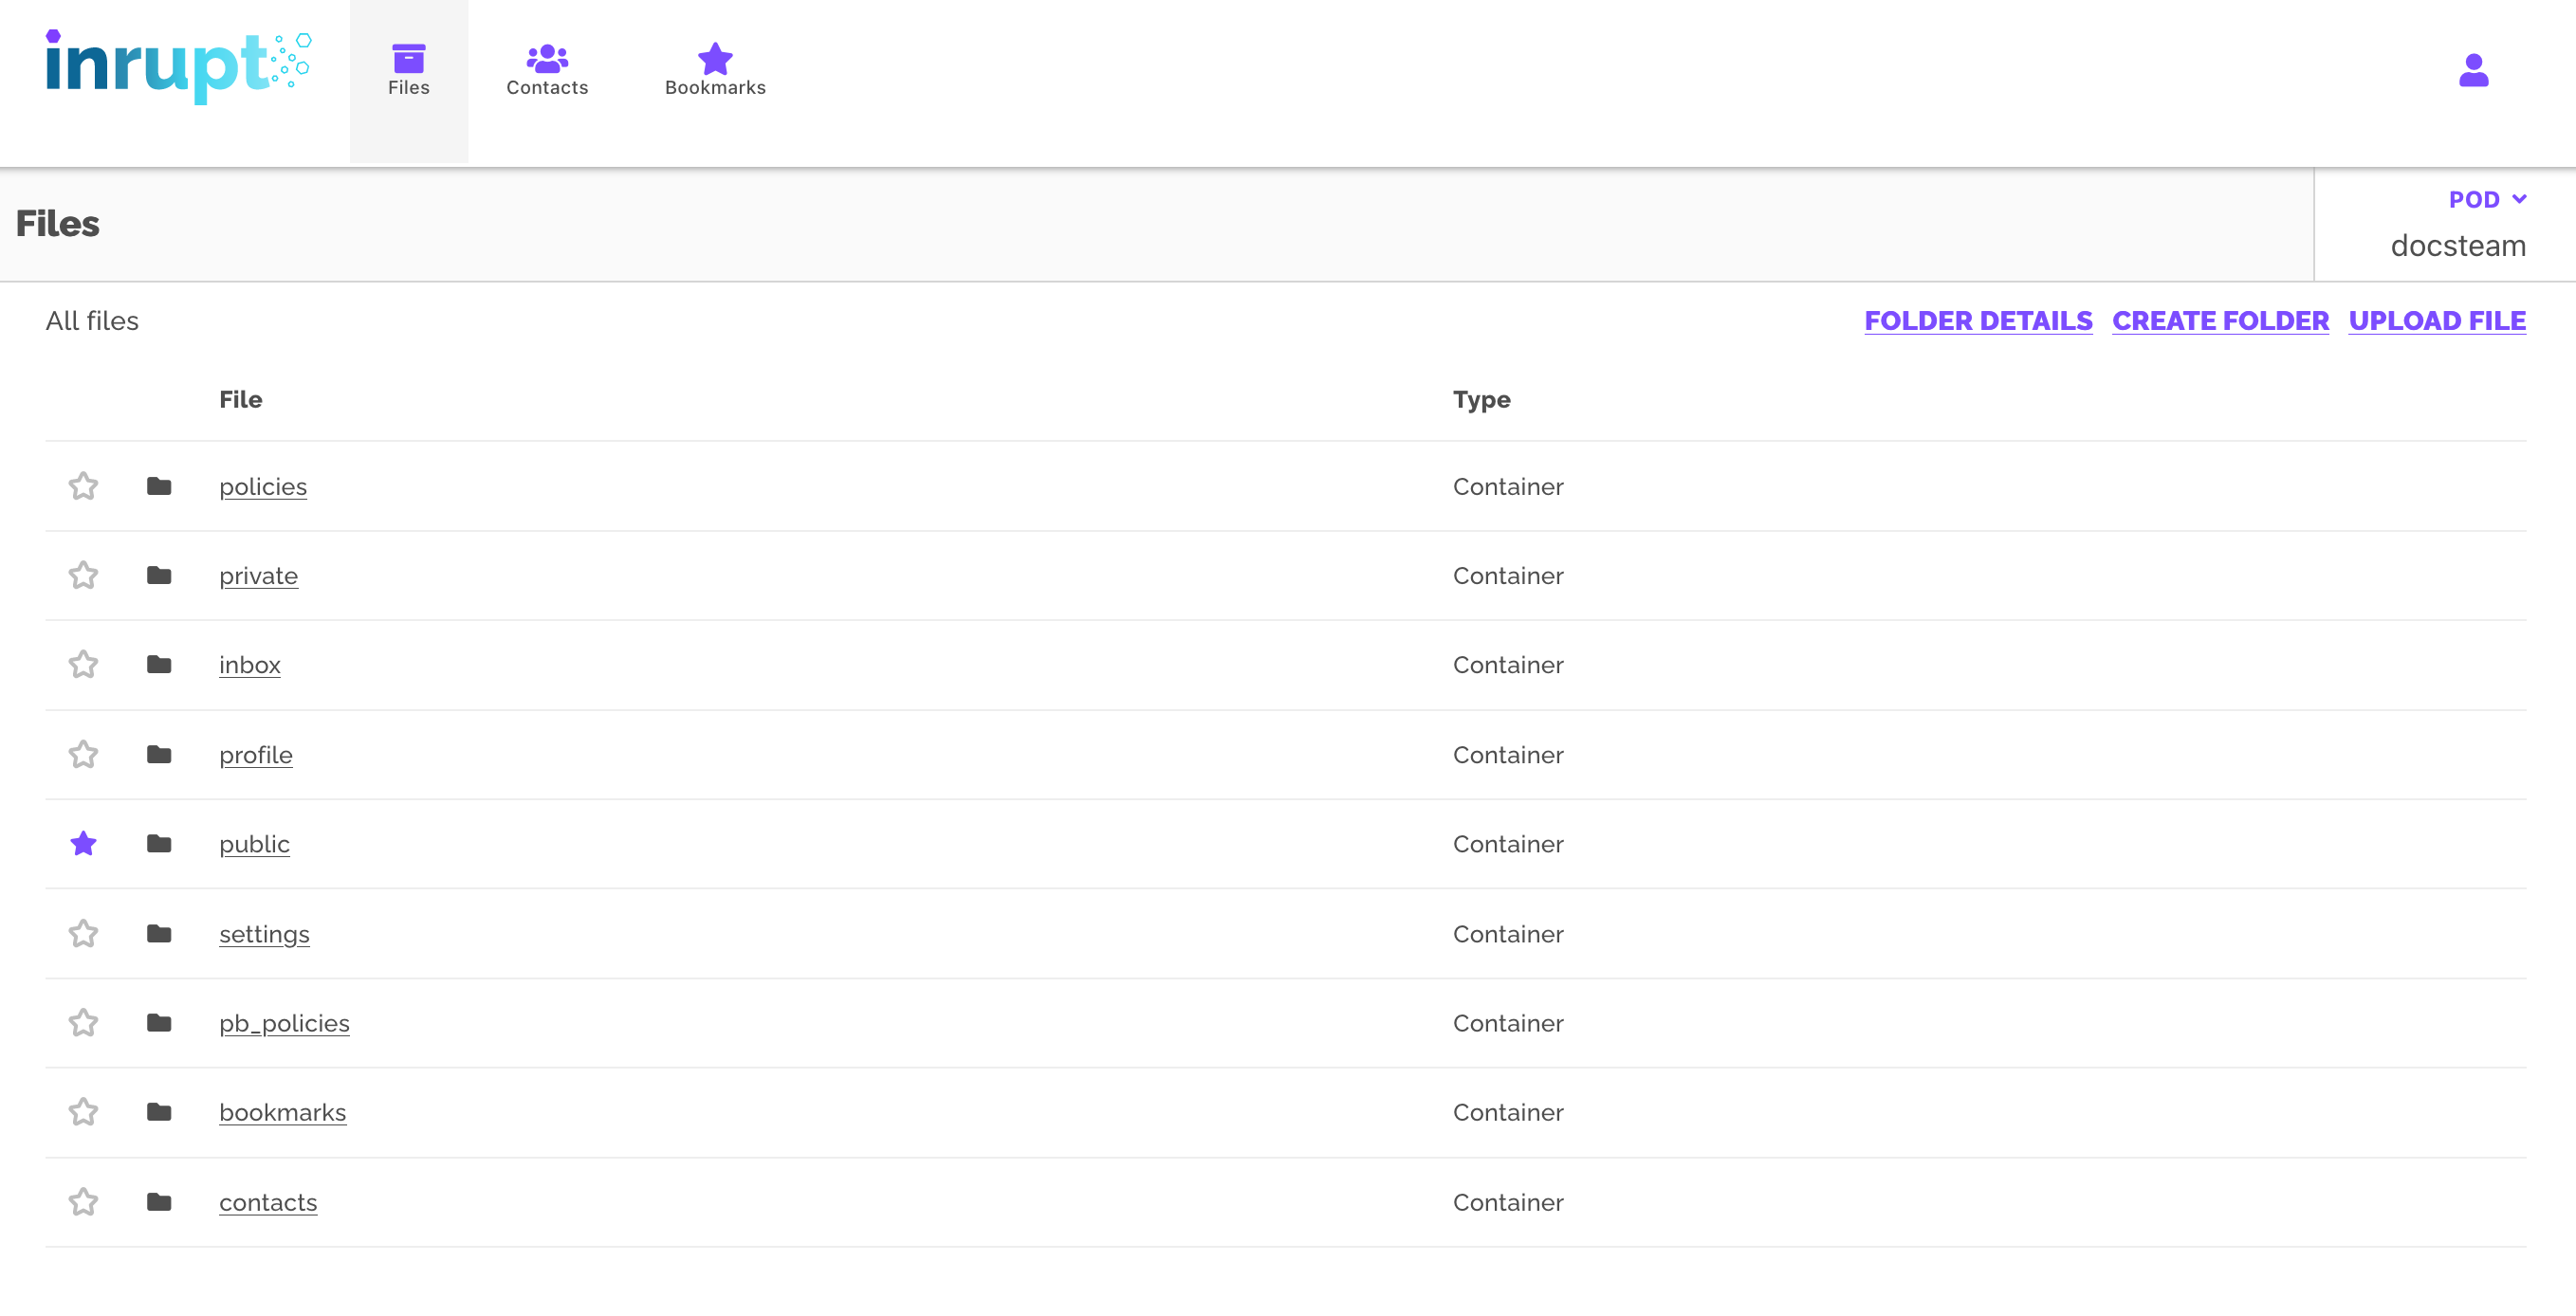 inrupt
Files Contacts Bookmarks
Files
POD
docsteam
All files FOLDER DETAILS CREATE FOLDER UPLOAD FILE
File Type
policies Container
private Container
inbox Container
profile Container
public Container
settings Container
pb_policies Container
bookmarks Container
contacts Container